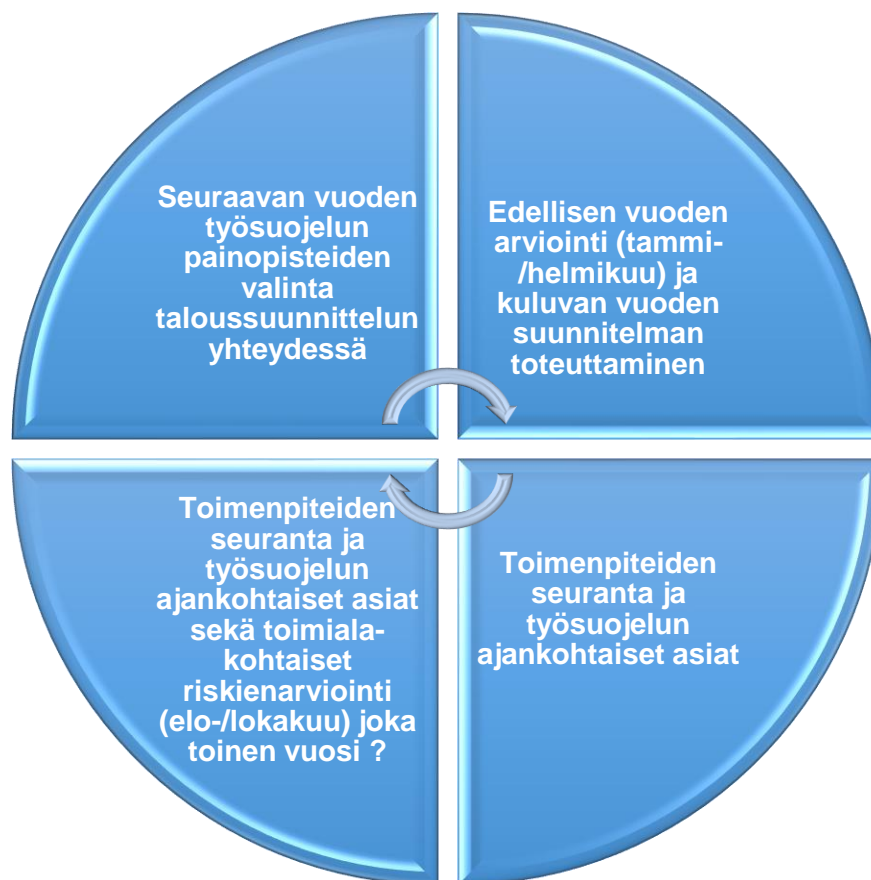 Seuraavan vuoden
työsuojelun
painopisteiden
valinta
taloussuunnittelun
yhteydessä
Edellisen vuoden
arviointi (tammi-
/helmikuu) ja
kuluvan vuoden
suunnitelman
toteuttaminen
Toimenpiteiden
seuranta ja
työsuojelun
ajankohtaiset asiat
sekä toimiala-
kohtaiset
riskienarviointi
(elo-/lokakuu) joka
toinen vuosi ?
Toimenpiteiden
seuranta ja
työsuojelun
ajankohtaiset asiat